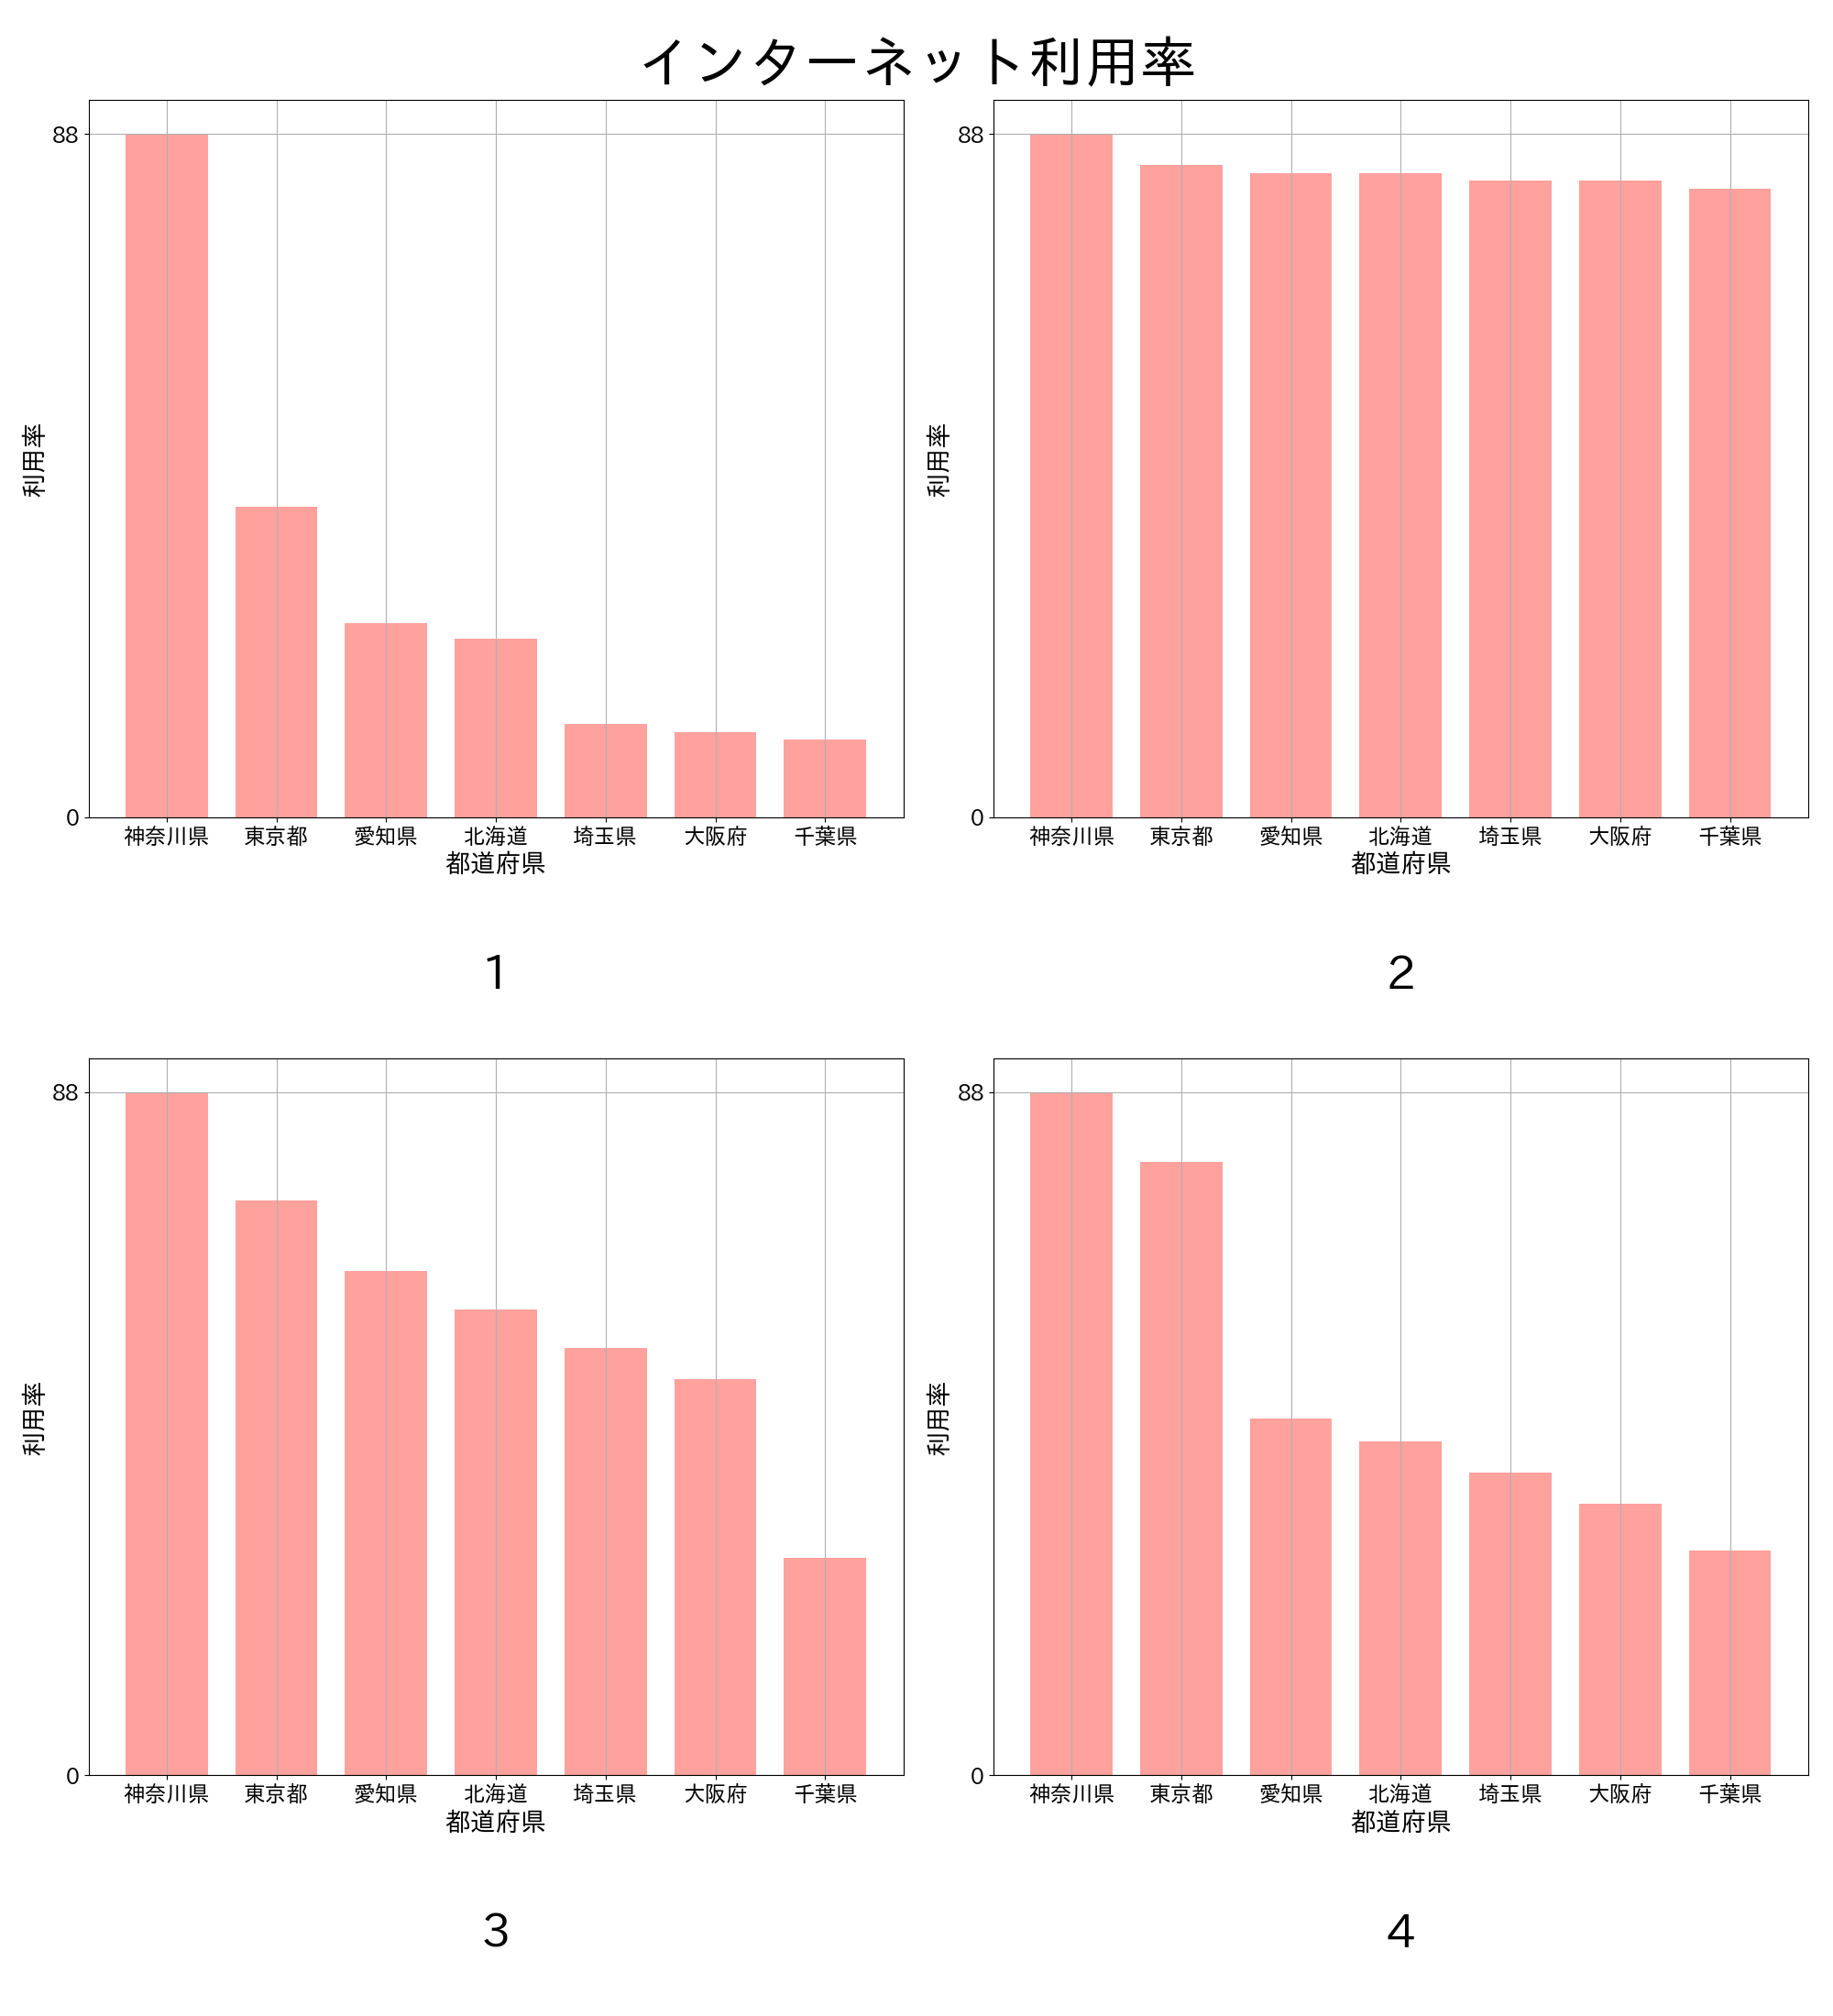 インターネット利用率
88
0
利用率
神奈川県 東京都 愛知県 北海道 埼玉県 大阪府 千葉県
都道府県
1
88
0
利用率
神奈川県 東京都 愛知県 北海道 埼玉県 大阪府 千葉県
都道府県
2
88
0
利用率
神奈川県 東京都 愛知県 北海道 埼玉県 大阪府 千葉県
都道府県
3
88
0
利用率
神奈川県 東京都 愛知県 北海道 埼玉県 大阪府 千葉県
都道府県
4